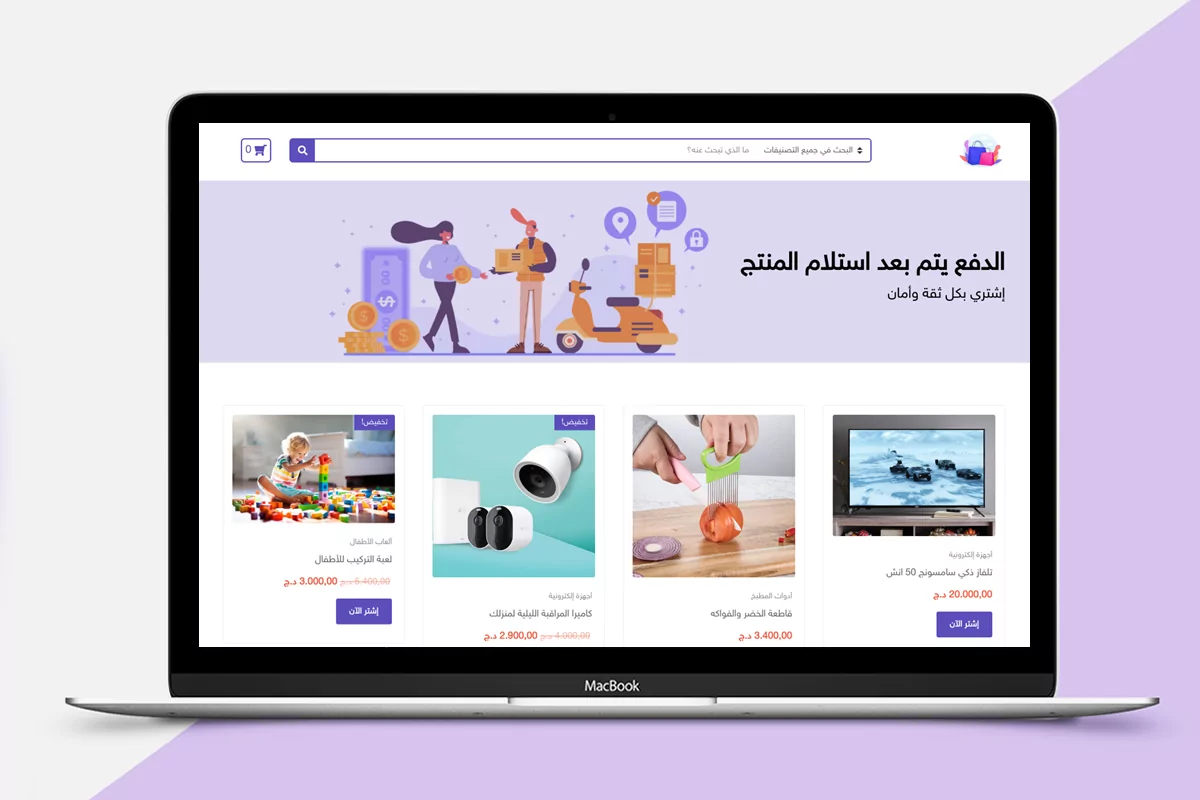 البحث في جميع التصنيفات
ما الذي تبحث عنه؟
0
الدفع يتم بعد استلام المنتج
إشتري بكل ثقة وأمان
أجهزة إلكترونية
تلفاز ذكي سامسونج 50 انش
20.000,00 د.ج
إشتر الآن
أدوات المطبخ
قاطعة الخضر والفواكه
3.400,00 د.ج
تخفيض!
أجهزة إلكترونية
كاميرا المراقبة الليلية لمنزلك
4.000,00 د.ج 2.900,00 د.ج
تخفيض!
ألعاب الأطفال
لعبة التركيب للأطفال
5.400,00 د.ج 3.000,00 د.ج
إشتر الآن
MacBook